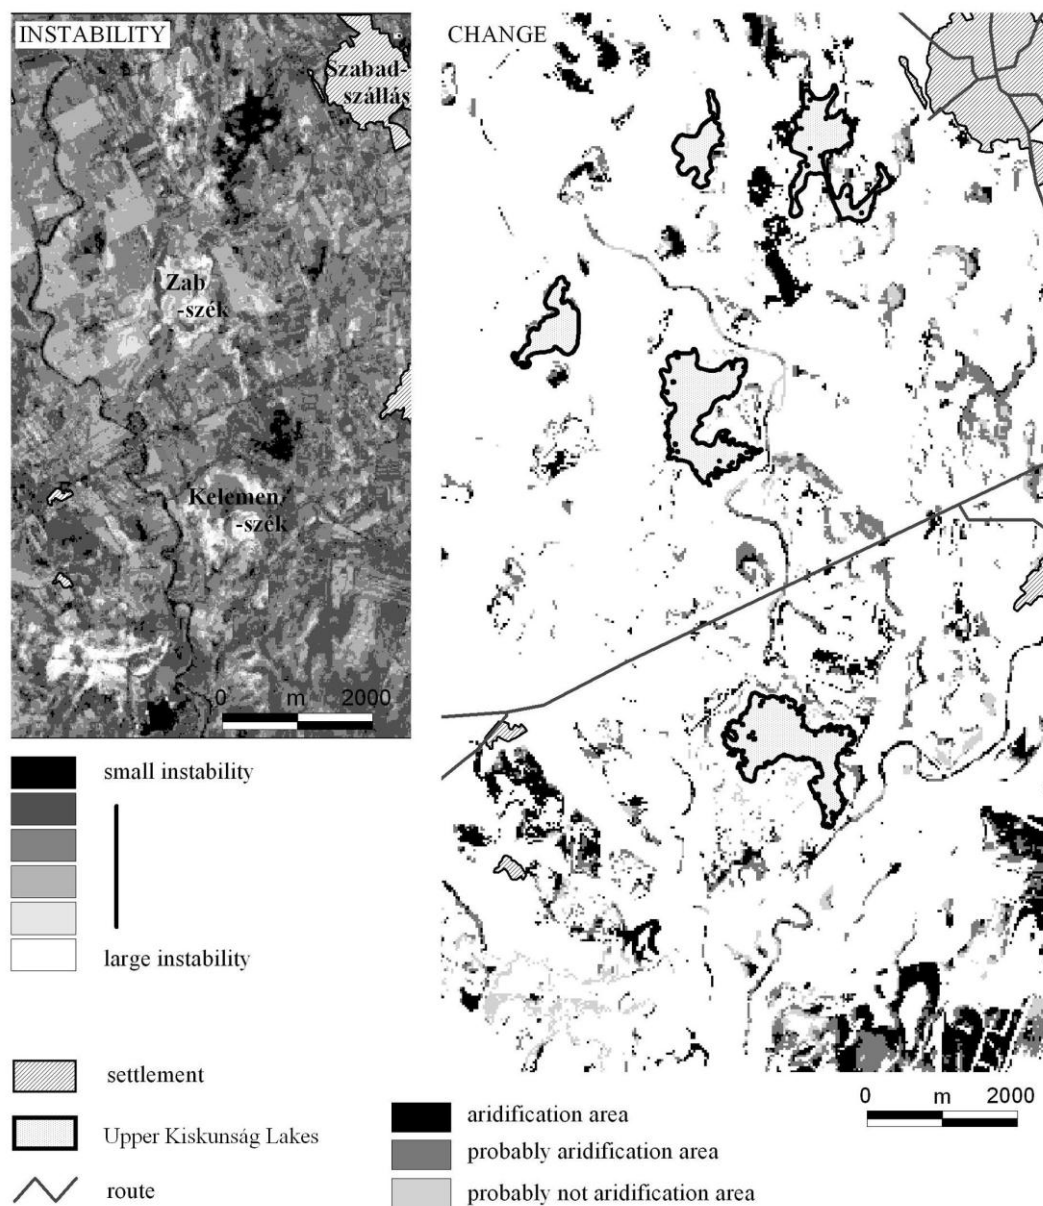 INSTABILITY
Szabad-
szállás
Zab
-szék
Kelemen
-szék
0 m 2000
CHANGE
small instability
large instability
settlement
Upper Kiskunság Lakes
route
0 m 2000
aridification area
probably aridification area
probably not aridification area